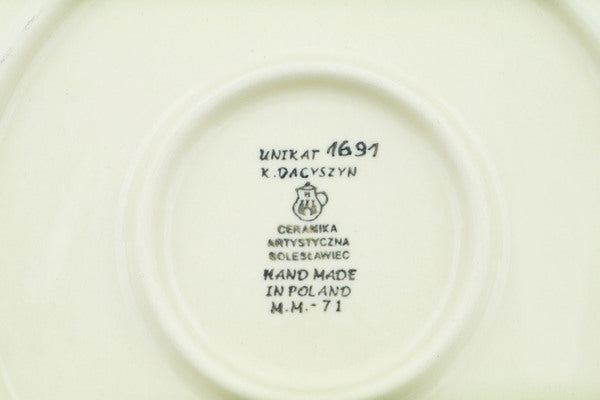 UNIKAT 1691
K. DACYSZYN
CERAMIKA
ARTYSTYCZNA
BOLESŁAWIEC
HAND MADE
IN POLAND
M.M.-71